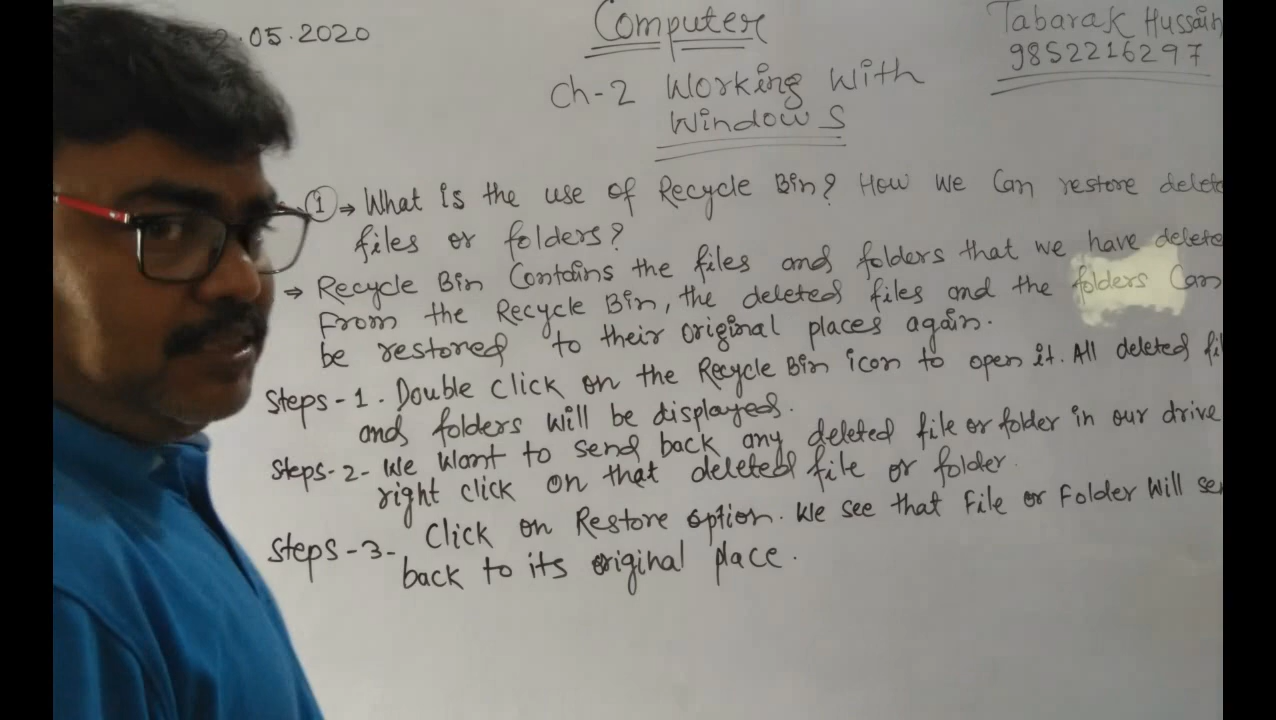 2.05.2020
Computer
Tabarak Hussain
9852216297
Ch-2 Working With
Windows
1 → What is the use of Recycle Bin? How we can restore delete
files or folders?
→ Recycle Bin Contains the files and folders that we have delete
From the Recycle Bin, the deleted files and the folders Can
be restored to their original places again.
Steps-1. Double click on the Recycle Bin icon to open it. All deleted fi
and folders will be displayed.
Steps-2- We Want to send back any deleted file or folder in our drive
right click on that deleted file or folder.
Steps-3- Click on Restore option. We see that File or Folder Will se
back to its original place.